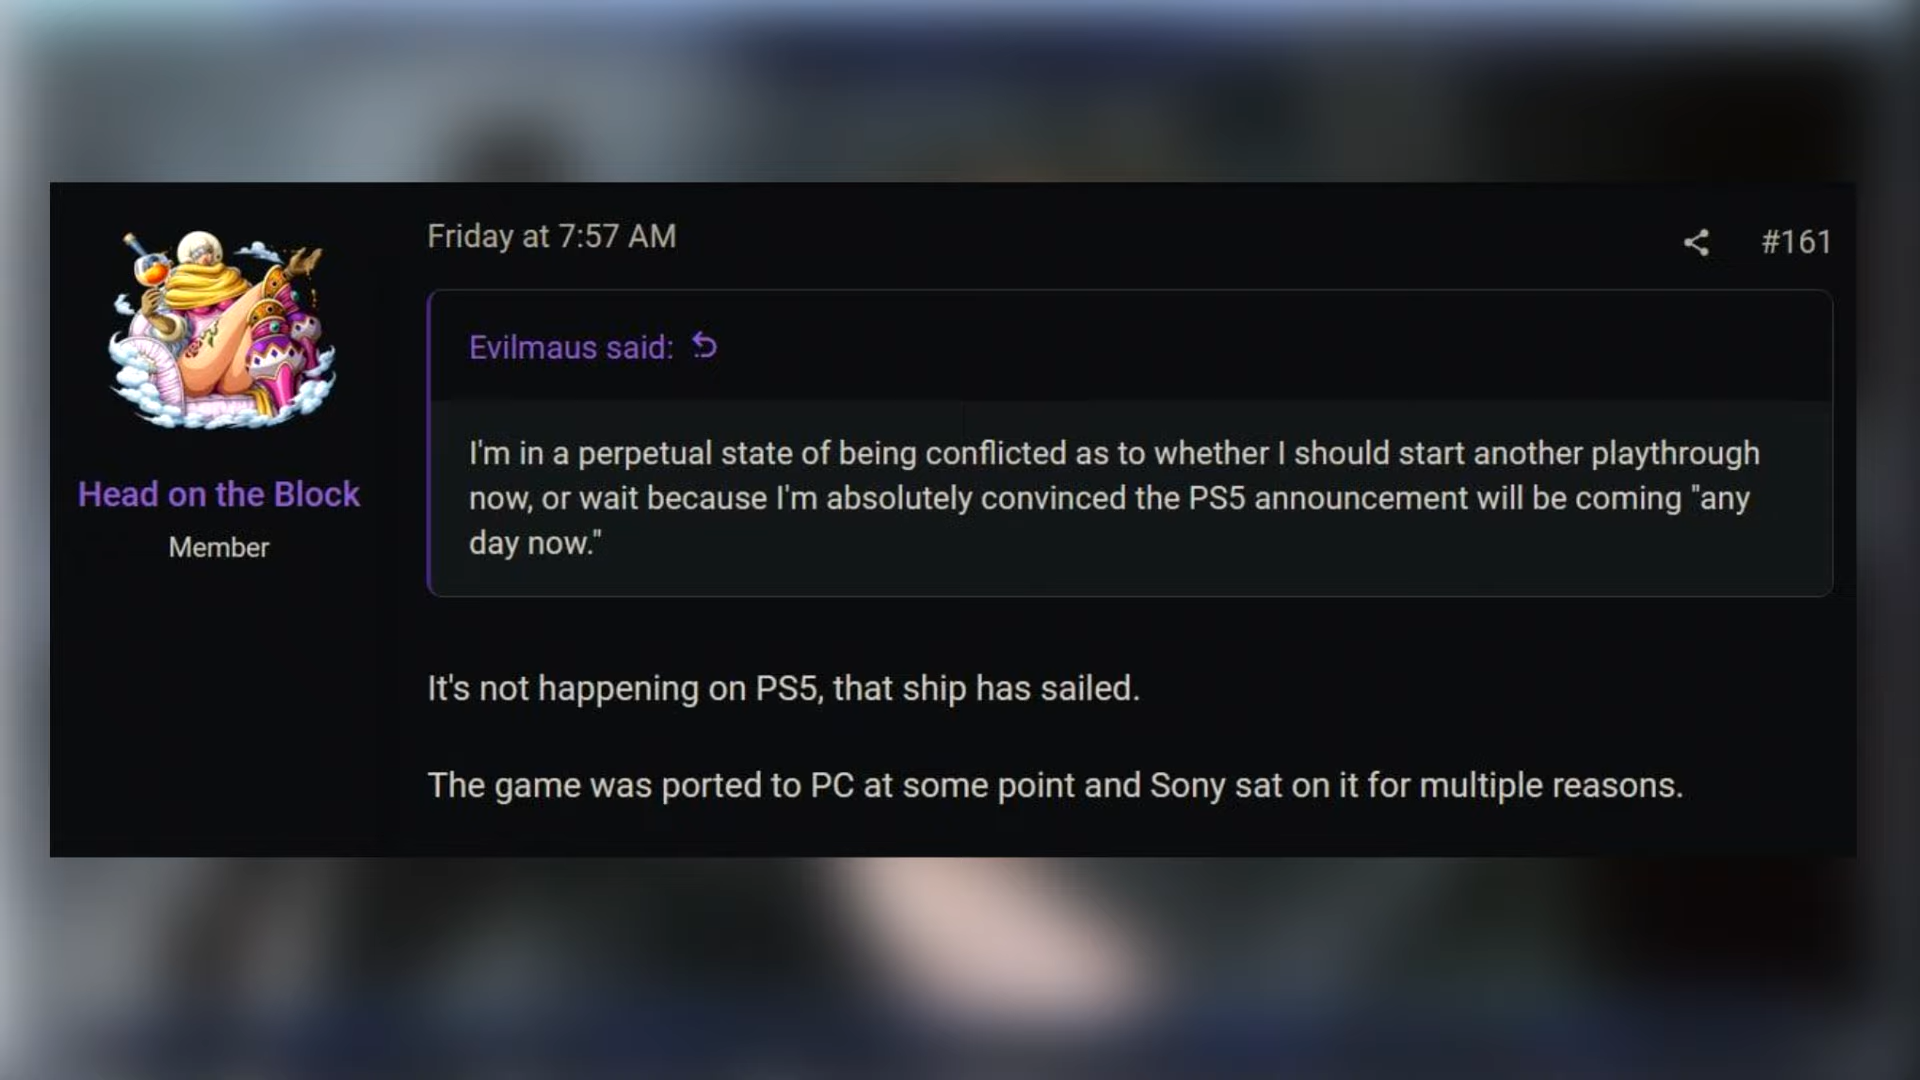 Friday at 7:57 AM
#161
Evilmaus said:
I'm in a perpetual state of being conflicted as to whether I should start another playthrough
now, or wait because I'm absolutely convinced the PS5 announcement will be coming "any
day now."
Head on the Block
Member
It's not happening on PS5, that ship has sailed.
The game was ported to PC at some point and Sony sat on it for multiple reasons.